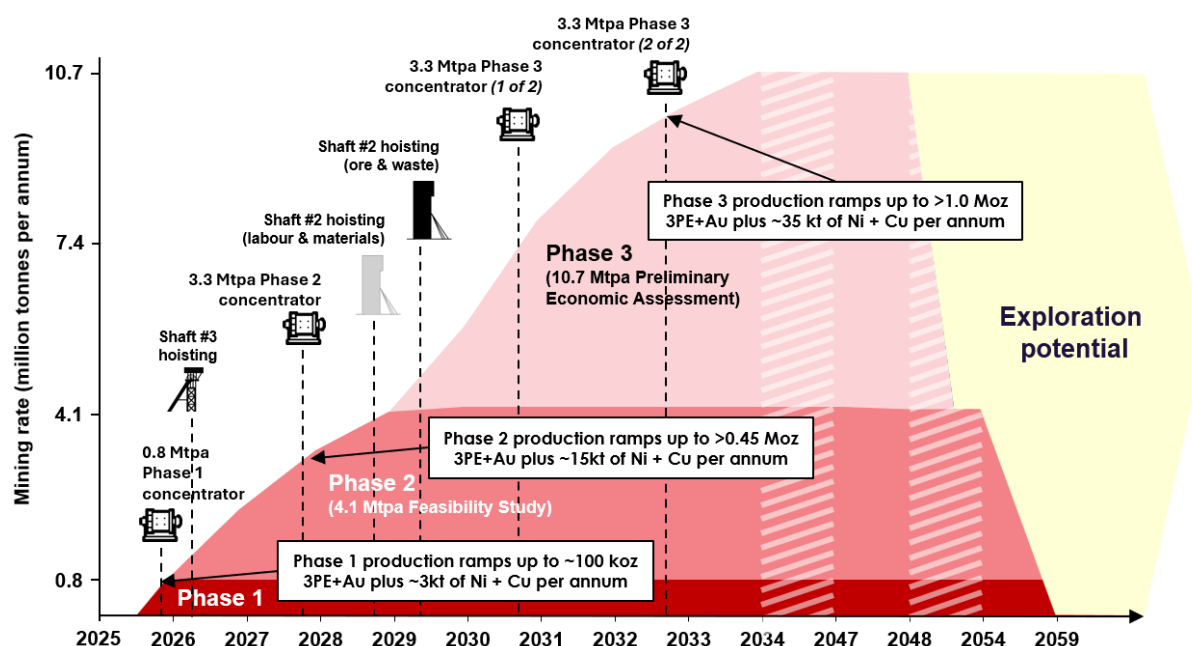 3.3 Mtpa Phase 3
concentrator (2 of 2)
3.3 Mtpa Phase 3
concentrator (1 of 2)
Shaft #2 hoisting
(ore & waste)
Shaft #2 hoisting
(labour & materials)
3.3 Mtpa Phase 2
concentrator
Shaft #3
hoisting
0.8 Mtpa
Phase 1
concentrator
Mining rate (million tonnes per annum)
10.7
7.4
4.1
0.8
Phase 3 production ramps up to >1.0 Moz
3PE+Au plus ~35 kt of Ni + Cu per annum
Phase 3
(10.7 Mtpa Preliminary
Economic Assessment)
Exploration
potential
Phase 2 production ramps up to >0.45 Moz
3PE+Au plus ~15kt of Ni + Cu per annum
Phase 2
(4.1 Mtpa Feasibility Study)
Phase 1 production ramps up to ~100 koz
3PE+Au plus ~3kt of Ni + Cu per annum
Phase 1
2025 2026 2027 2028 2029 2030 2031 2032 2033 2034 2047 2048 2054 2059